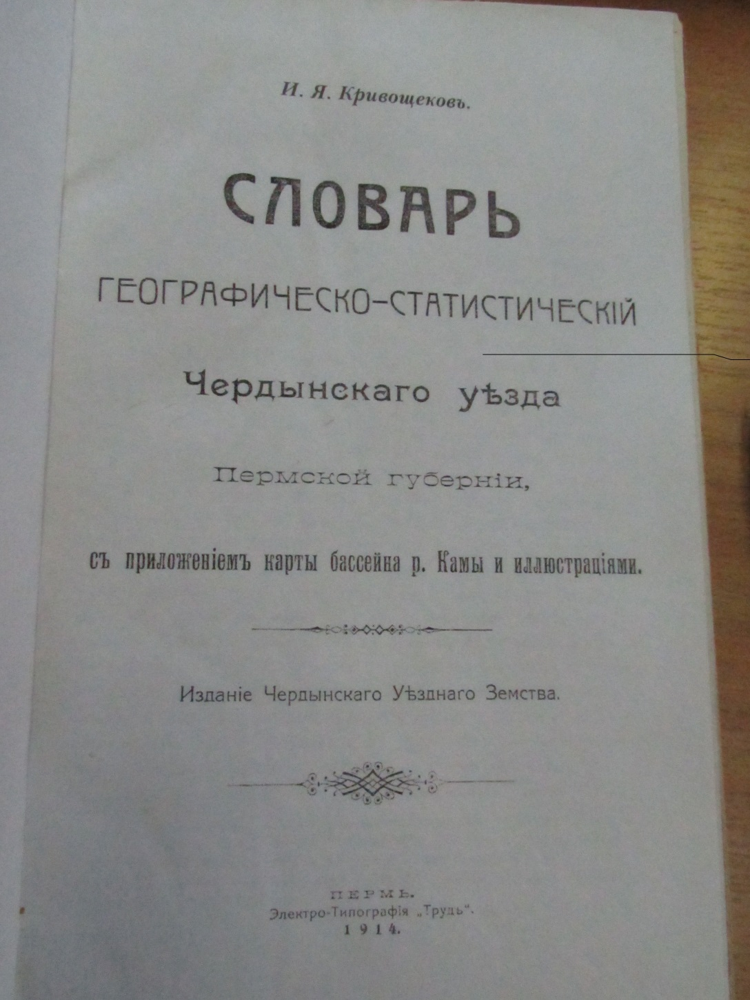 И. Я. Кривощековъ.
СЛОВАРЬ
ГЕОГРАФИЧЕСКО-СТАТИСТИЧЕСКІЙ
Чердынскаго уѣзда
Пермской губерніи,
съ приложеніемъ карты бассейна р. Камы и иллюстраціями.
Изданіе Чердынскаго Уѣзднаго Земства.
ПЕРМЬ.
Электро-Типографія „Трудъ“.
1914.